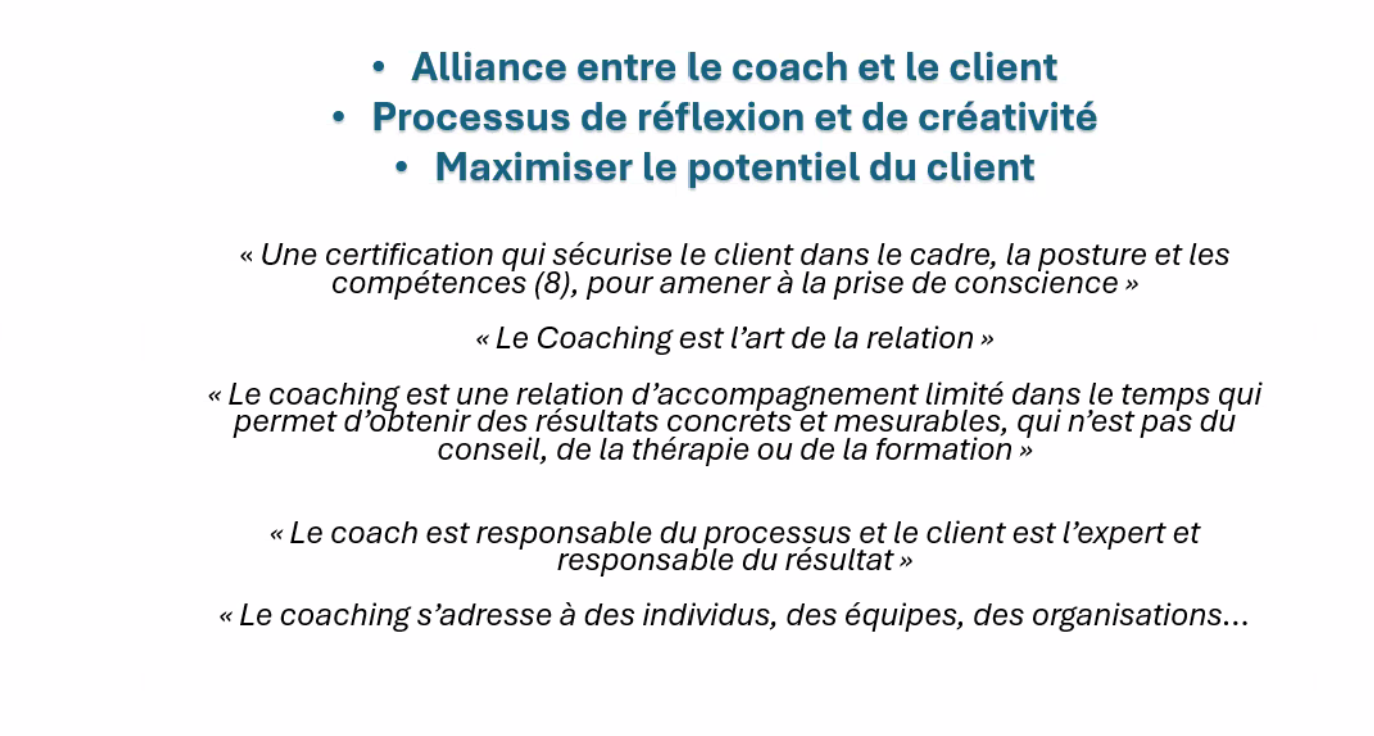 • Alliance entre le coach et le client
• Processus de réflexion et de créativité
• Maximiser le potentiel du client
« Une certification qui sécurise le client dans le cadre, la posture et les
compétences (8), pour amener à la prise de conscience »
« Le Coaching est l’art de la relation »
« Le coaching est une relation d’accompagnement limité dans le temps qui
permet d’obtenir des résultats concrets et mesurables, qui n’est pas du
conseil, de la thérapie ou de la formation »
« Le coach est responsable du processus et le client est l’expert et
responsable du résultat »
« Le coaching s’adresse à des individus, des équipes, des organisations…